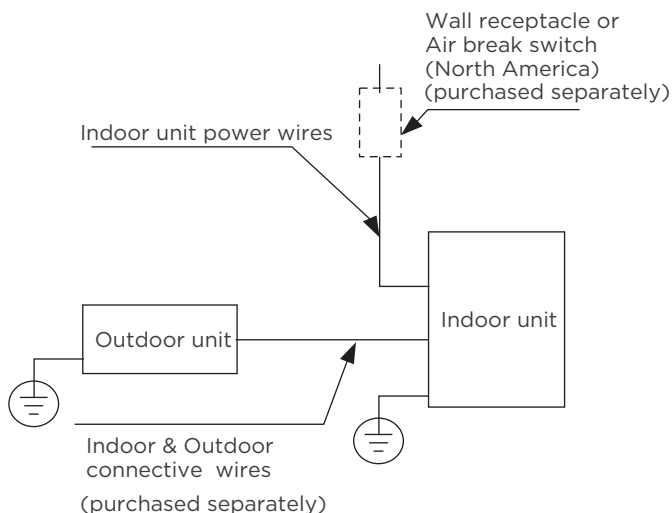 Wall receptacle or
Air break switch
(North America)
(purchased separately)
Indoor unit power wires
Outdoor unit
Indoor unit
Indoor & Outdoor
connective wires
(purchased separately)